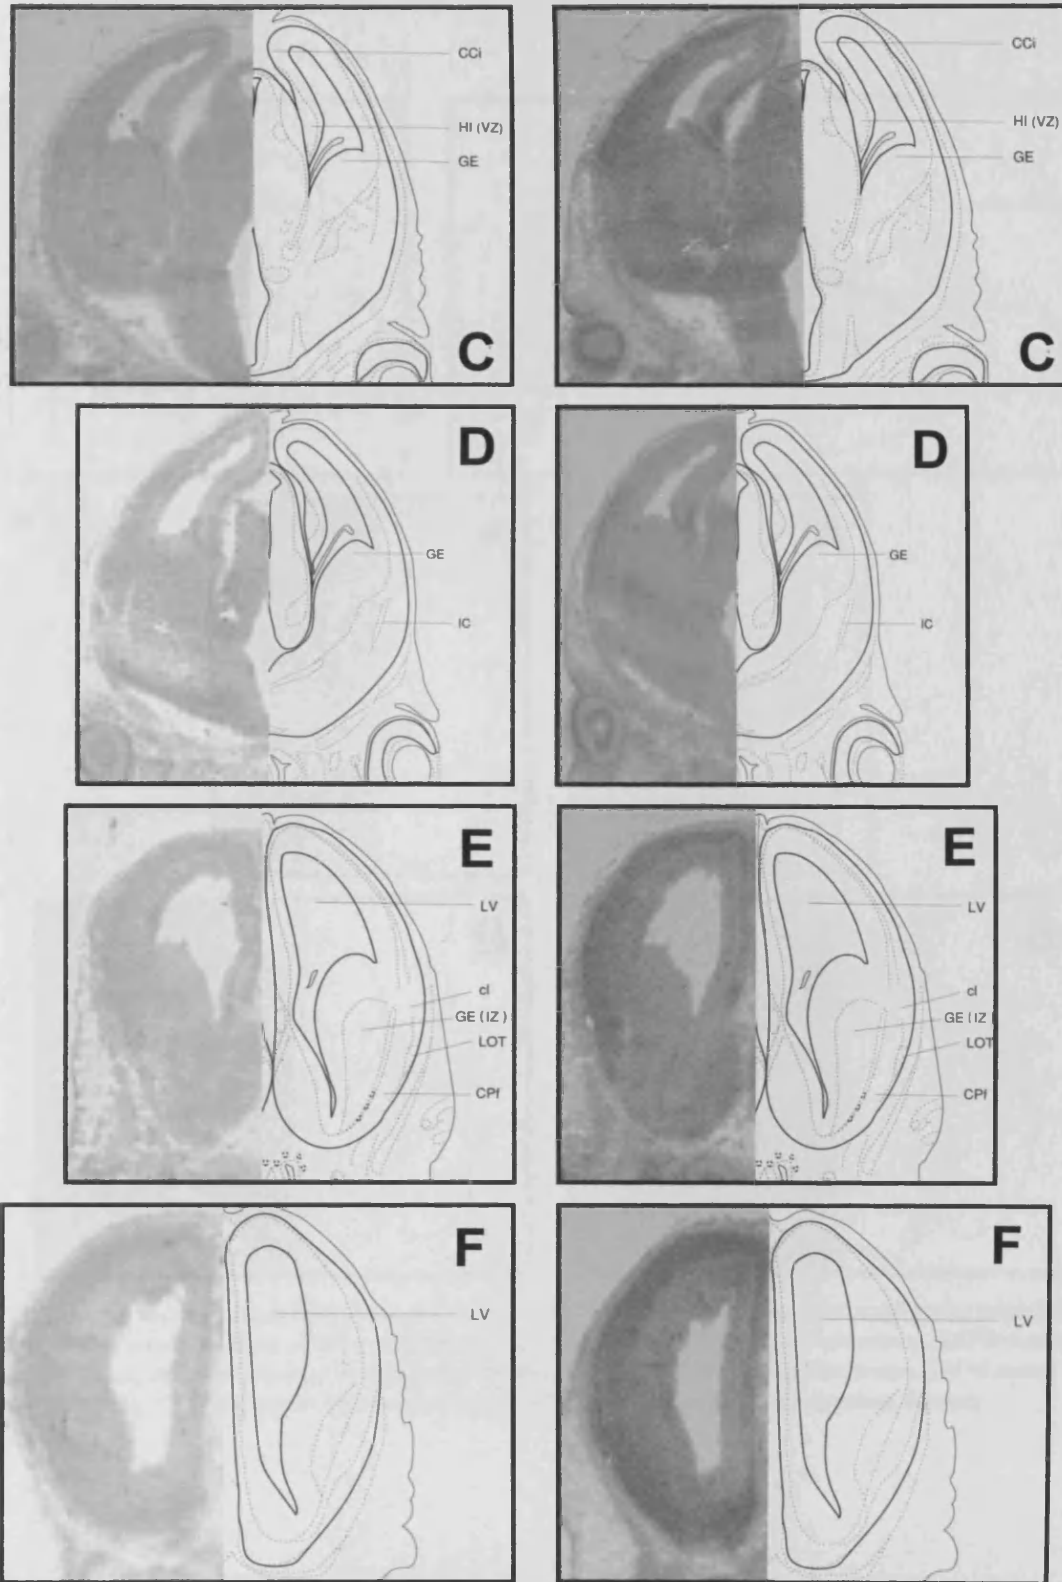 CCi
HI (VZ)
GE
C
CCi
HI (VZ)
GE
C
D
GE
IC
D
GE
IC
E
LV
cl
GE (IZ)
LOT
CPf
E
LV
cl
GE (IZ
LOT
CPf
F
LV
F
LV